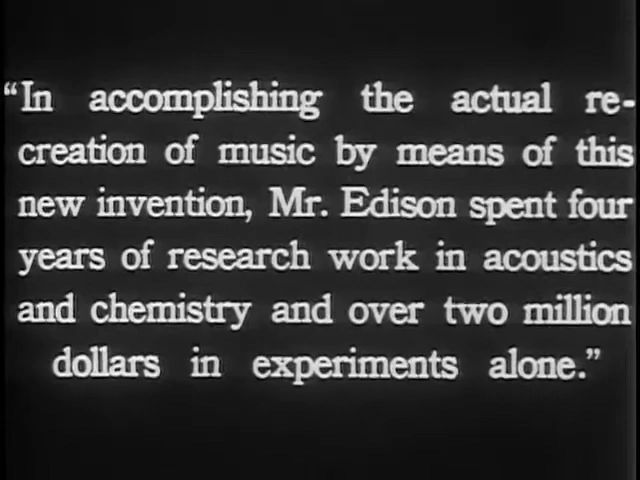 “In accomplishing the actual re-
creation of music by means of this
new invention, Mr. Edison spent four
years of research work in acoustics
and chemistry and over two million
dollars in experiments alone.”